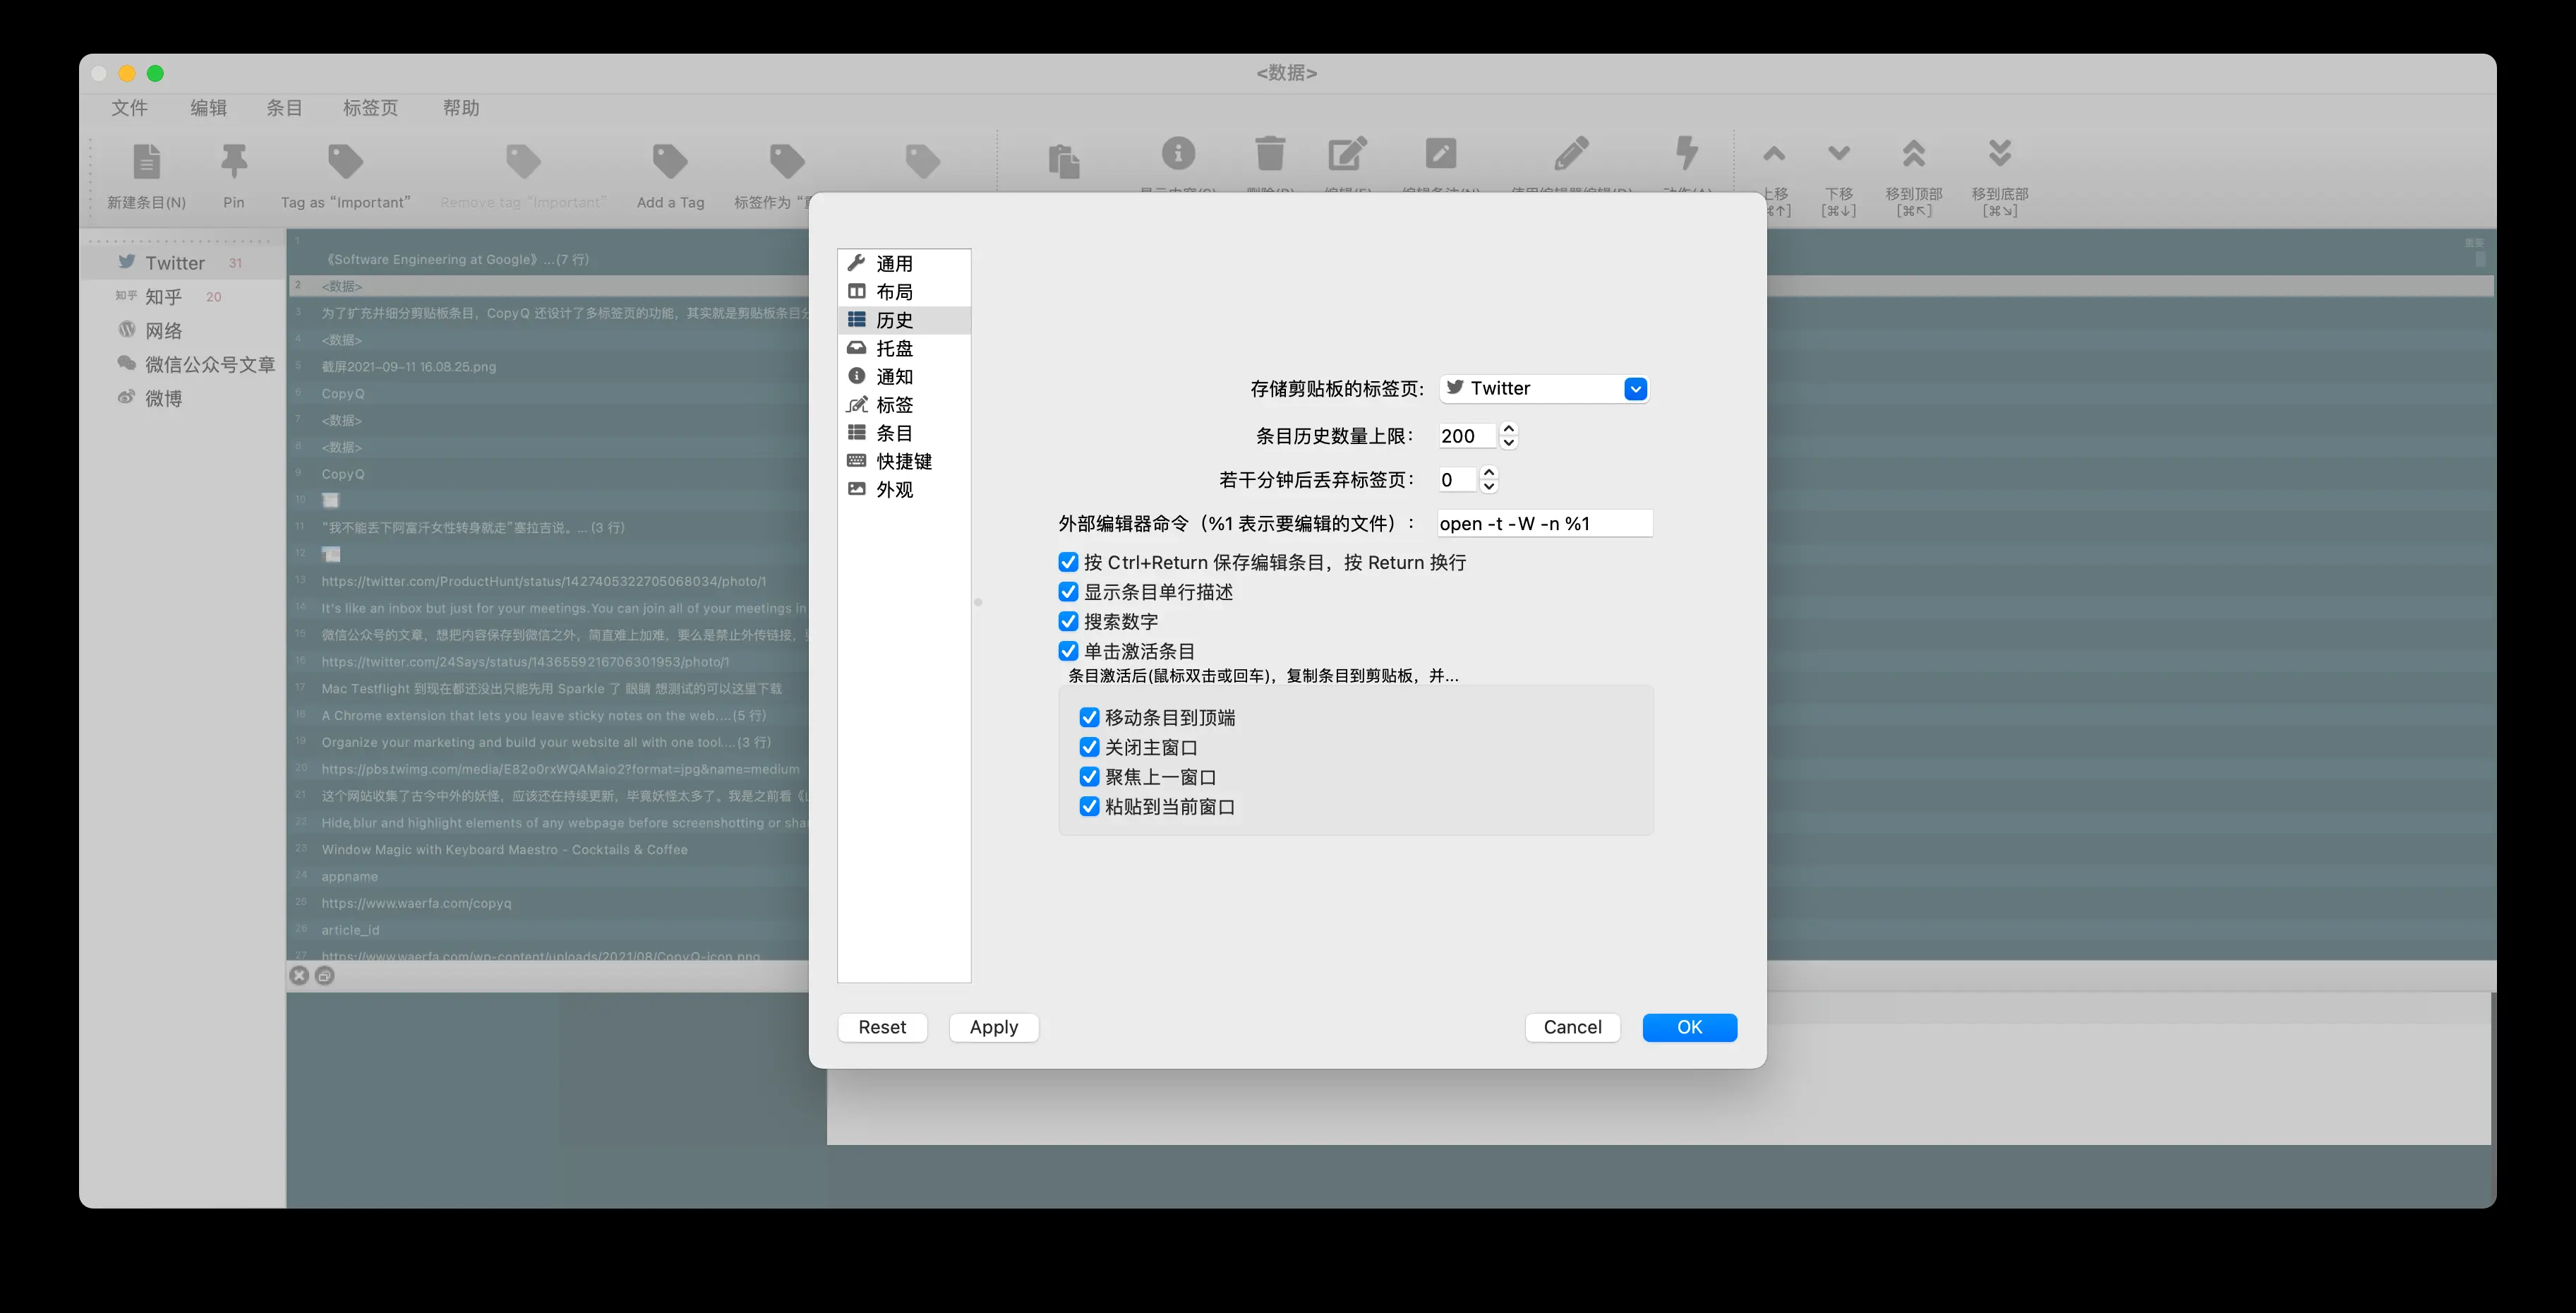 <数据>
文件 编辑 条目 标签页 帮助
新建条目(N) Pin Tag as “Important” Remove tag “Important” Add a Tag 标签作为
上移 下移 移到顶部 移到底部
[⌘↓] [⌘↖] [⌘↘]
Twitter 31
知乎 知乎 20
网络
微信公众号文章
微博
1
《Software Engineering at Google》...(7 行)
重要
2 <数据>
3 为了扩充并细分剪贴板条目，CopyQ 还设计了多标签页的功能，其实就是剪贴板条目
4 <数据>
5 截屏2021-09-11 16.08.25.png
6 CopyQ
7 <数据>
8 <数据>
9 CopyQ
10
11 “我不能丢下阿富汗女性转身就走”塞拉吉说。... (3 行)
12
13 https://twitter.com/ProductHunt/status/1427405322705068034/photo/1
14 It's like an inbox but just for your meetings.You can join all of your meetings in
15 微信公众号的文章，想把内容保存到微信之外，简直难上加难，要么是禁止外传链接，
16 https://twitter.com/24Says/status/1436559216706301953/photo/1
17 Mac Testflight 到现在都还没出只能先用 Sparkle 了 眼睛 想测试的可以这里下载
18 A Chrome extension that lets you leave sticky notes on the web....(5 行)
19 Organize your marketing and build your website all with one tool....(3 行)
20 https://pbs.twimg.com/media/E82o0rxWQAMaio2?format=jpg&name=medium
21 这个网站收集了古今中外的妖怪，应该还在持续更新，毕竟妖怪太多了。我是之前看《
22 Hide,blur and highlight elements of any webpage before screenshotting or
23 Window Magic with Keyboard Maestro - Cocktails & Coffee
24 appname
25 https://www.waerfa.com/copyq
26 article_id
27 https://www.waerfa.com/wp-content/uploads/2021/08/CopyQ-icon.png
通用
布局
历史
托盘
通知
标签
条目
快捷键
外观
存储剪贴板的标签页: Twitter
条目历史数量上限: 200
若干分钟后丢弃标签页: 0
外部编辑器命令（%1 表示要编辑的文件）: open -t -W -n %1
按 Ctrl+Return 保存编辑条目，按 Return 换行
显示条目单行描述
搜索数字
单击激活条目
条目激活后(鼠标双击或回车)，复制条目到剪贴板，并...
移动条目到顶端
关闭主窗口
聚焦上一窗口
粘贴到当前窗口
Reset Apply Cancel OK